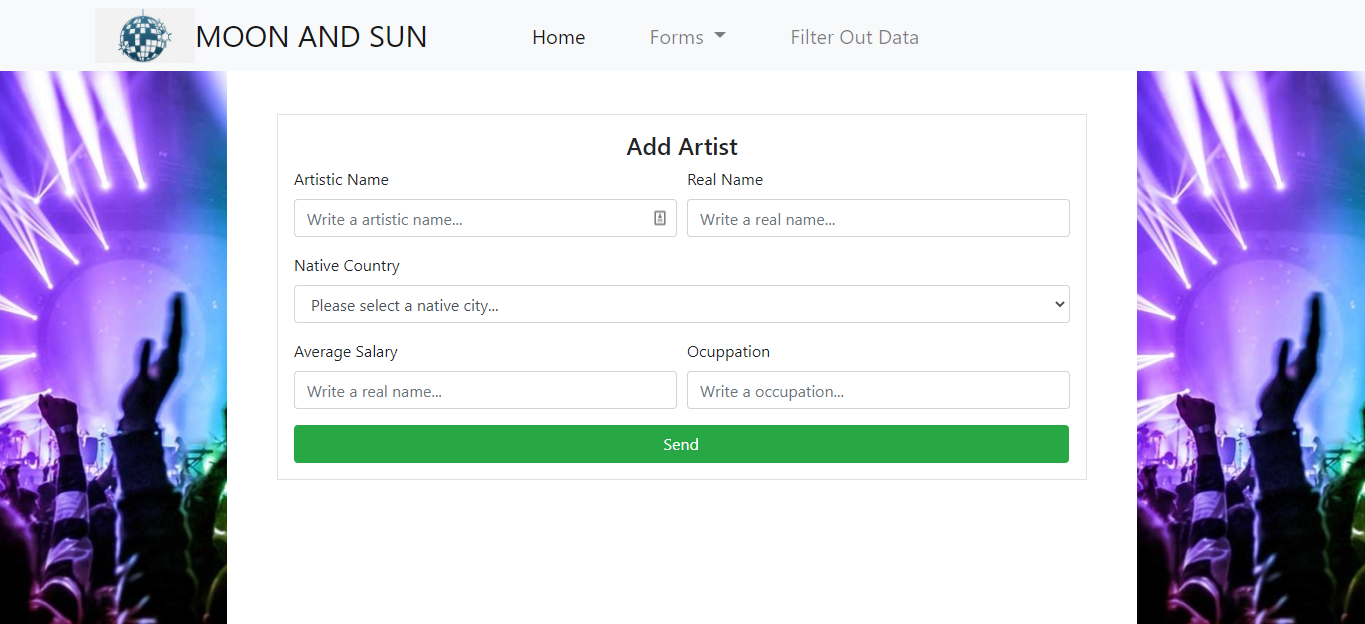 MOON AND SUN Home Forms Filter Out Data
Add Artist
Artistic Name Real Name
Write a artistic name... Write a real name...
Native Country
Please select a native city...
Average Salary Ocuppation
Write a real name... Write a occupation...
Send